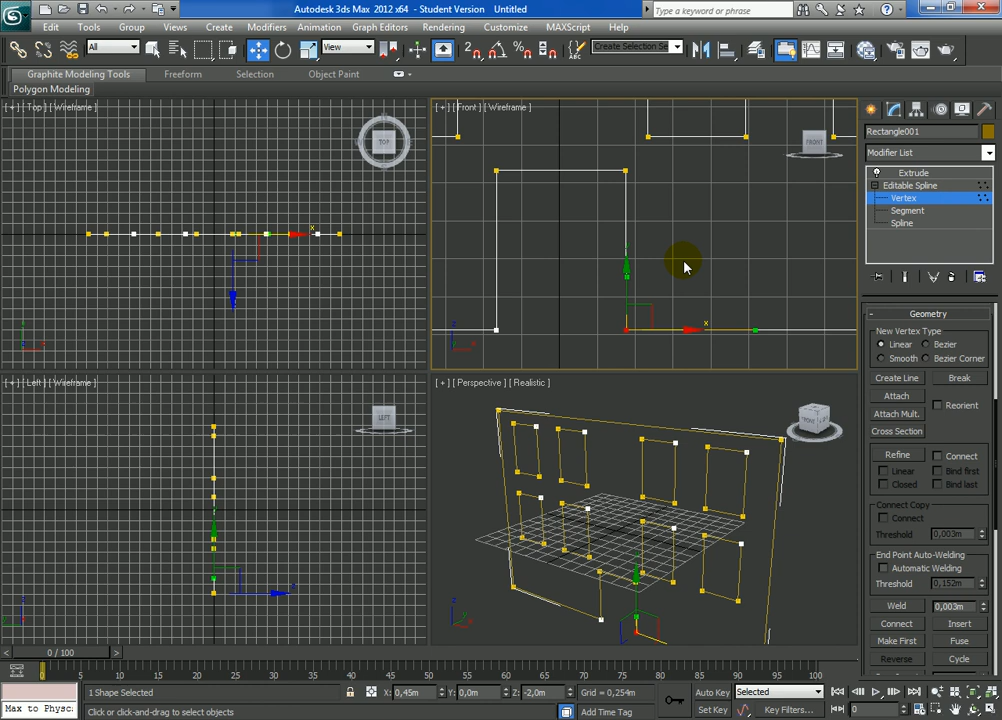 Autodesk 3ds Max 2012 x64 - Student Version Untitled
Type a keyword or phrase
Edit Tools Group Views Create Modifiers Animation Graph Editors Rendering Customize MAXScript Help
All View Create Selection Se
Graphite Modeling Tools Freeform Selection Object Paint
Polygon Modeling
[ + ] [ Top ] [ Wireframe ]
TOP
[ + ] [ Front ] [ Wireframe ]
FRONT
[ + ] [ Left ] [ Wireframe ]
LEFT
[ + ] [ Perspective ] [ Realistic ]
Rectangle001
Modifier List
Extrude
Editable Spline
Vertex
Segment
Spline
- Geometry
New Vertex Type
Linear Bezier
Smooth Bezier Corner
Create Line Break
Attach Reorient
Attach Mult.
Cross Section
Refine Connect
Linear Bind first
Closed Bind last
Connect Copy
Connect
Threshold 0,003m
End Point Auto-Welding
Automatic Welding
Threshold 0,152m
Weld 0,003m
Connect Insert
Make First Fuse
Reverse Cycle
< 0 / 100 >
0 5 10 15 20 25 30 35 40 45 50 55 60 65 70 75 80 85 90 95 100
1 Shape Selected X: 0,45m Y: 0,0m Z: -2,0m Grid = 0,254m Auto Key Selected
Max to Physc Click or click-and-drag to select objects Add Time Tag Set Key Key Filters... 0